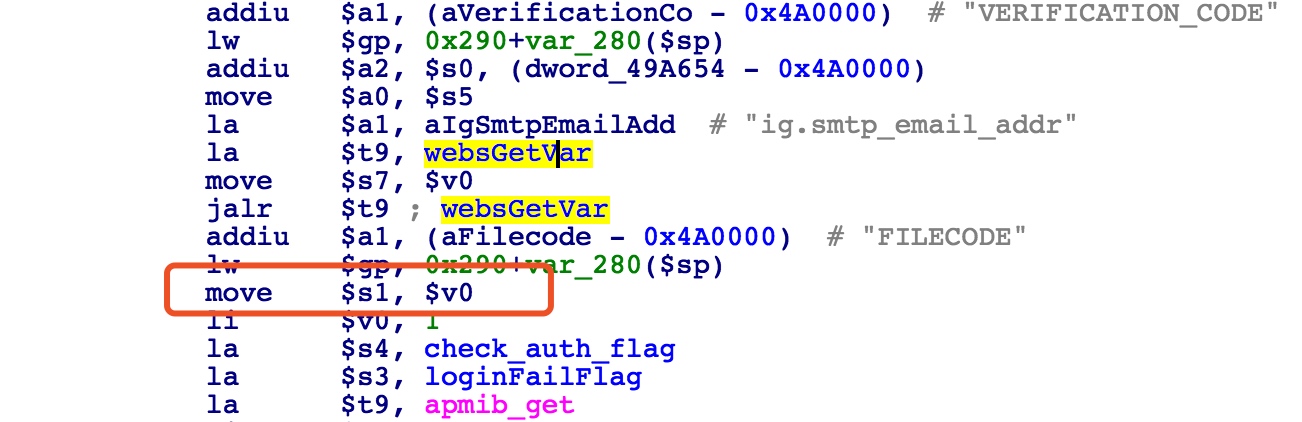 addiu $a1, (aVerificationCo - 0x4A0000) # "VERIFICATION_CODE"
lw $gp, 0x290+var_280($sp)
addiu $a2, $s0, (dword_49A654 - 0x4A0000)
move $a0, $s5
la $a1, aIgSmtpEmailAdd # "ig.smtp_email_addr"
la $t9, websGetVar
move $s7, $v0
jalr $t9 ; websGetVar
addiu $a1, (aFilecode - 0x4A0000) # "FILECODE"
lw $gp, 0x290+var_280($sp)
move $s1, $v0
li $v0, 1
la $s4, check_auth_flag
la $s3, loginFailFlag
la $t9, apmib_get